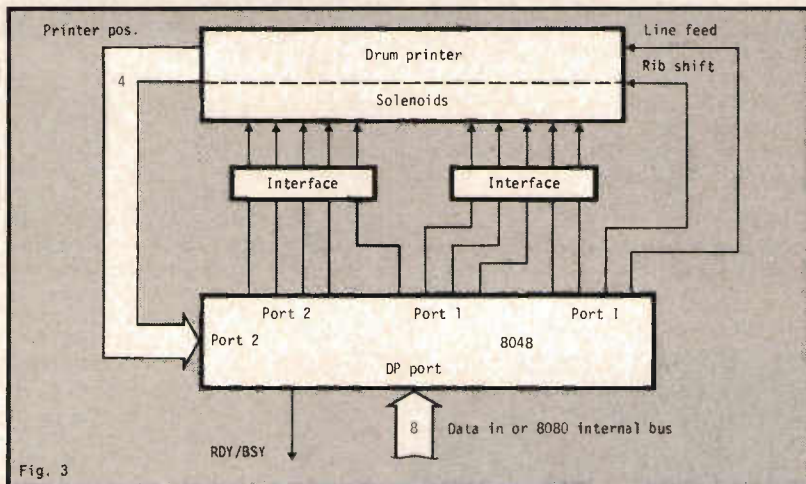 Printer pos.
Line feed
Drum printer
Rib shift
4
Solenoids
Interface
Interface
Port 2
Port 1
Port I
Port 2
8048
DP port
8
Data in or 8080 internal bus
RDY/BSY
Fig. 3